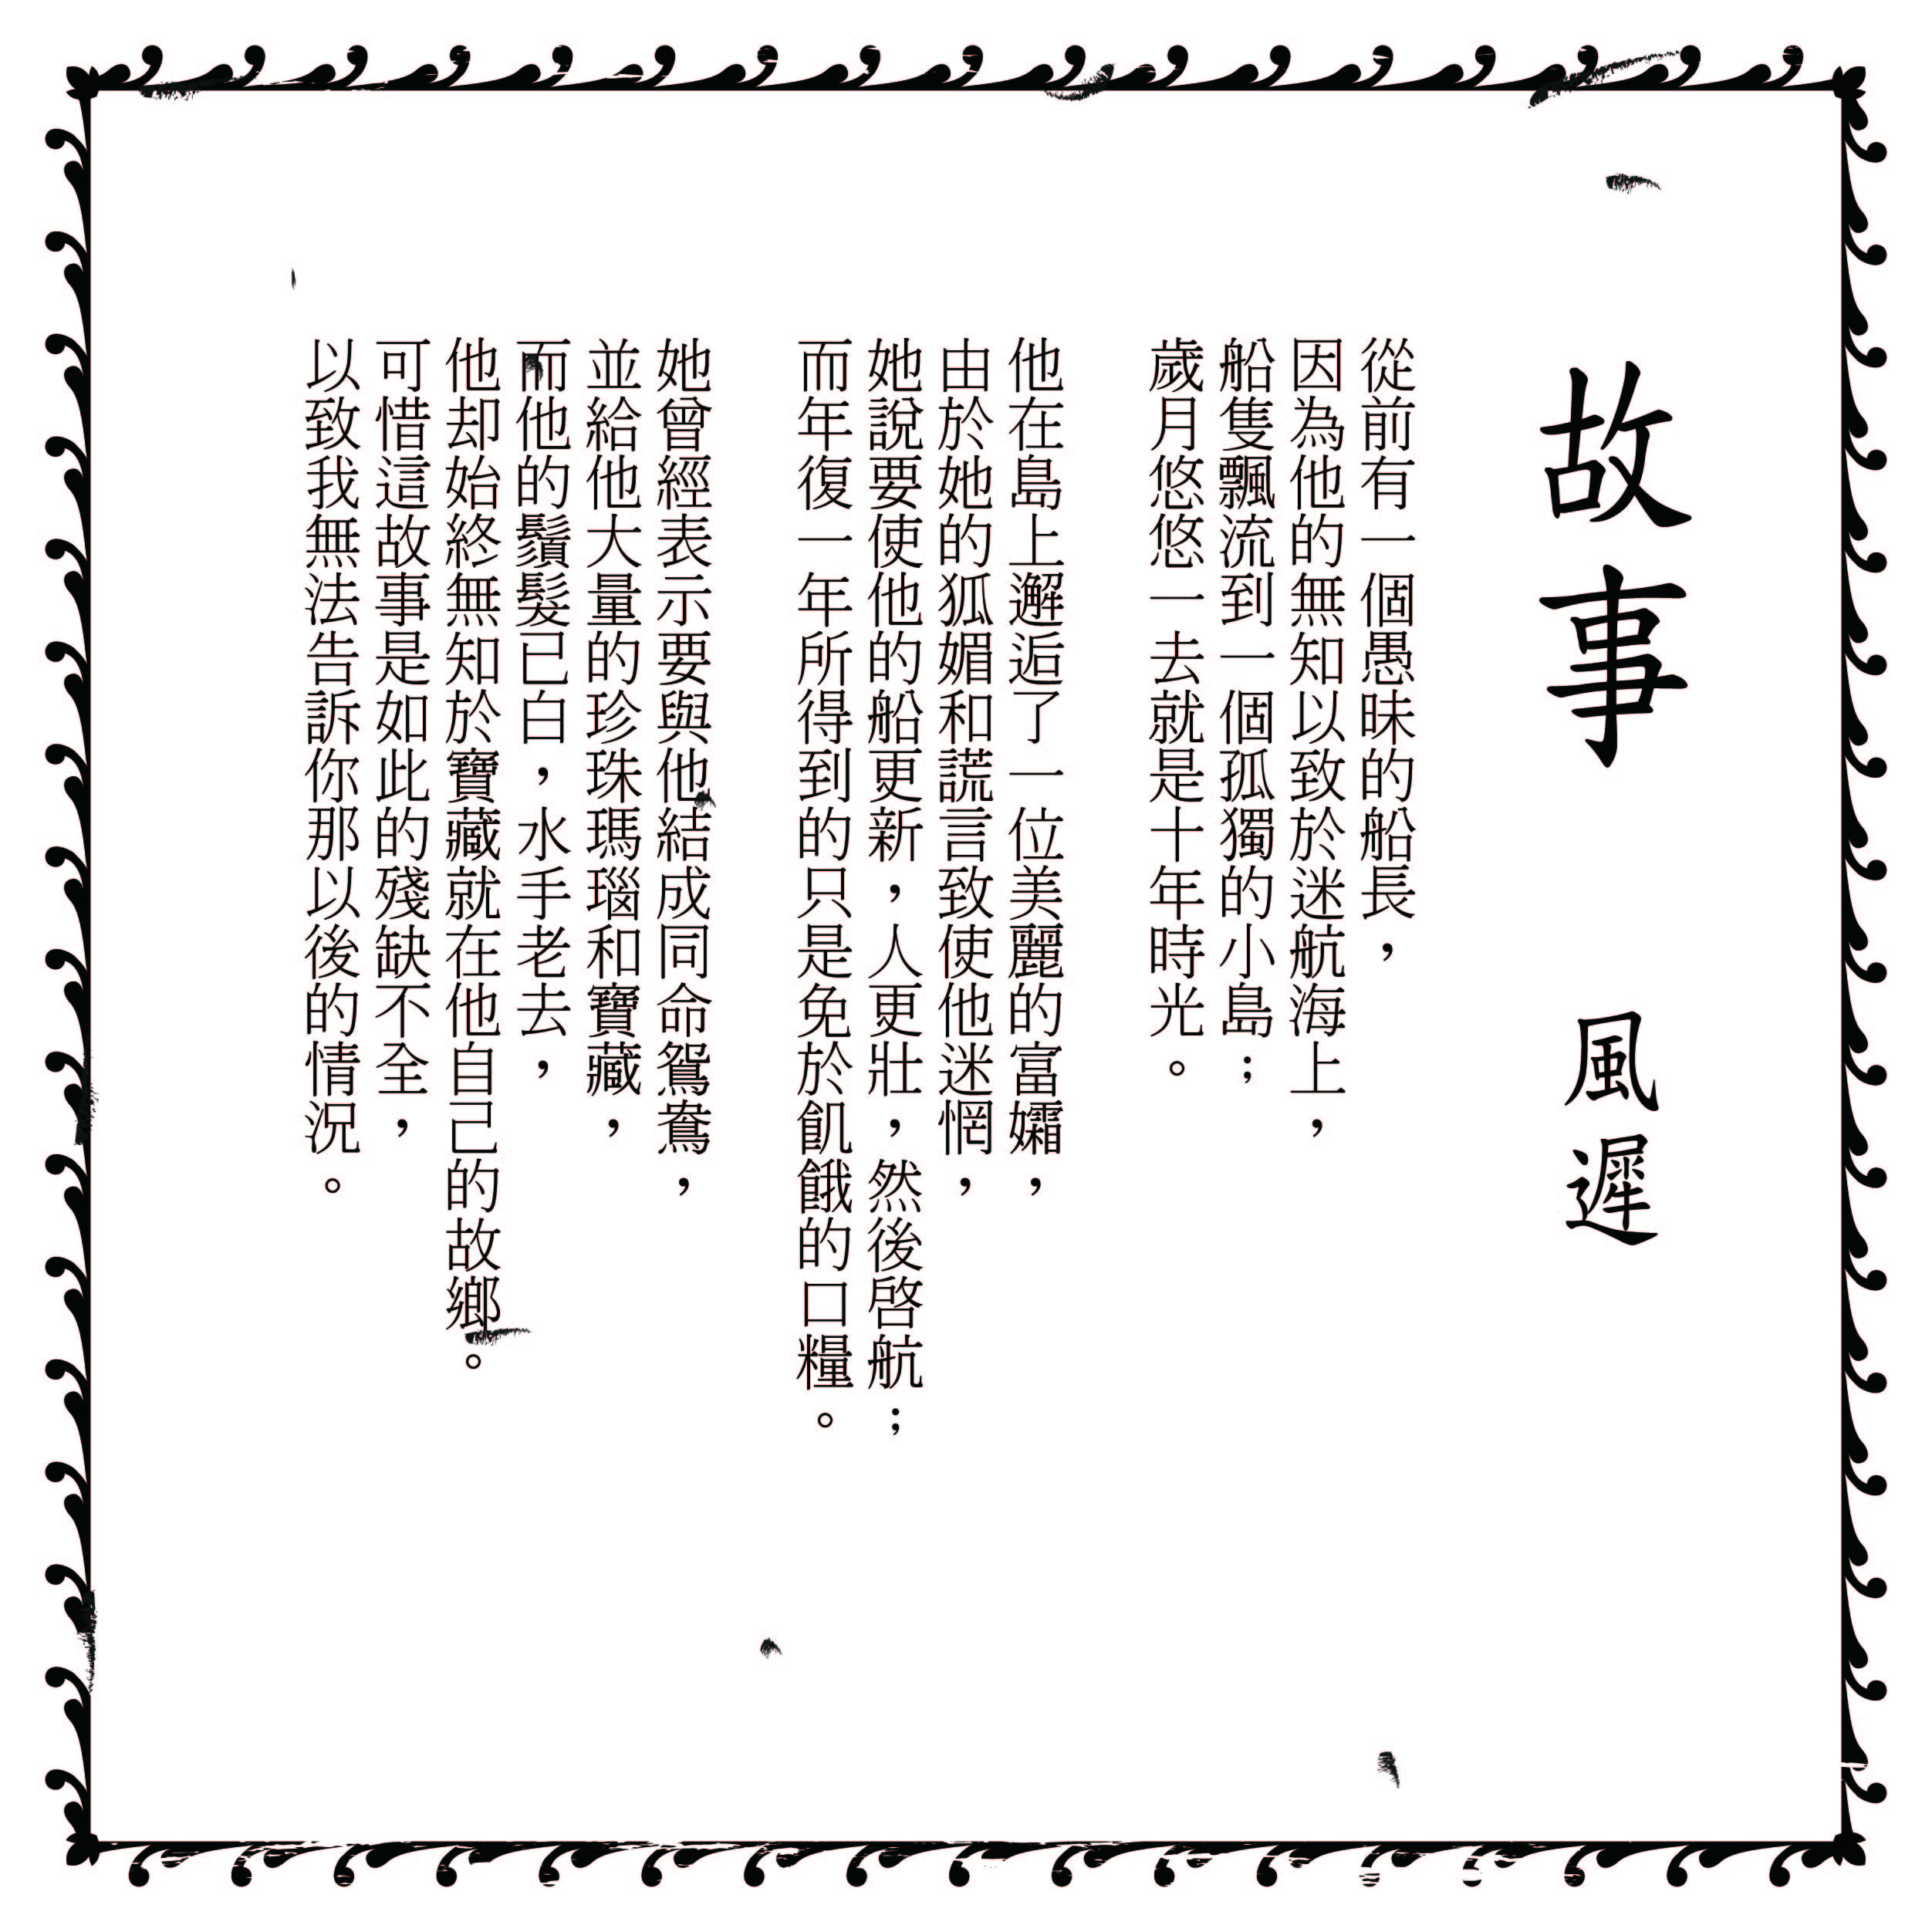 故事 風遲
從前有一個愚昧的船長，
因為他的無知以致於迷航海上，
船隻飄流到一個孤獨的小島；
歲月悠悠一去就是十年時光。
他在島上邂逅了一位美麗的富孀，
由於她的狐媚和謊言致使他迷惘，
她說要使他的船更新，人更壯，然後啓航；
而年復一年所得到的只是免於飢餓的口糧。
她曾經表示要與他結成同命鴛鴦，
並給他大量的珍珠瑪瑙和寶藏，
而他的鬚髮已白，水手老去，
他却始終無知於寶藏就在他自己的故鄉。
可惜這故事是如此的殘缺不全，
以致我無法告訴你那以後的情況。